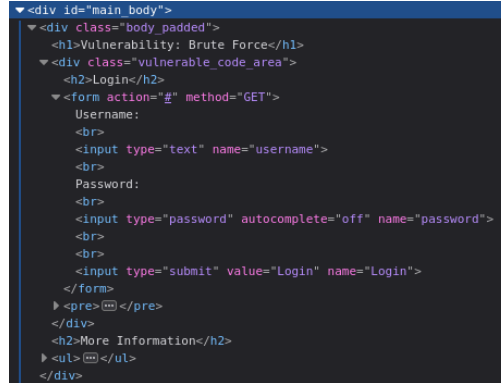 <div id="main_body">
<div class="body_padded">
<h1>Vulnerability: Brute Force</h1>
<div class="vulnerable_code_area">
<h2>Login</h2>
<form action="#" method="GET">
Username:
<br>
<input type="text" name="username">
<br>
Password:
<br>
<input type="password" autocomplete="off" name="password">
<br>
<br>
<input type="submit" value="Login" name="Login">
</form>
<pre>…</pre>
</div>
<h2>More Information</h2>
<ul>…</ul>
</div>